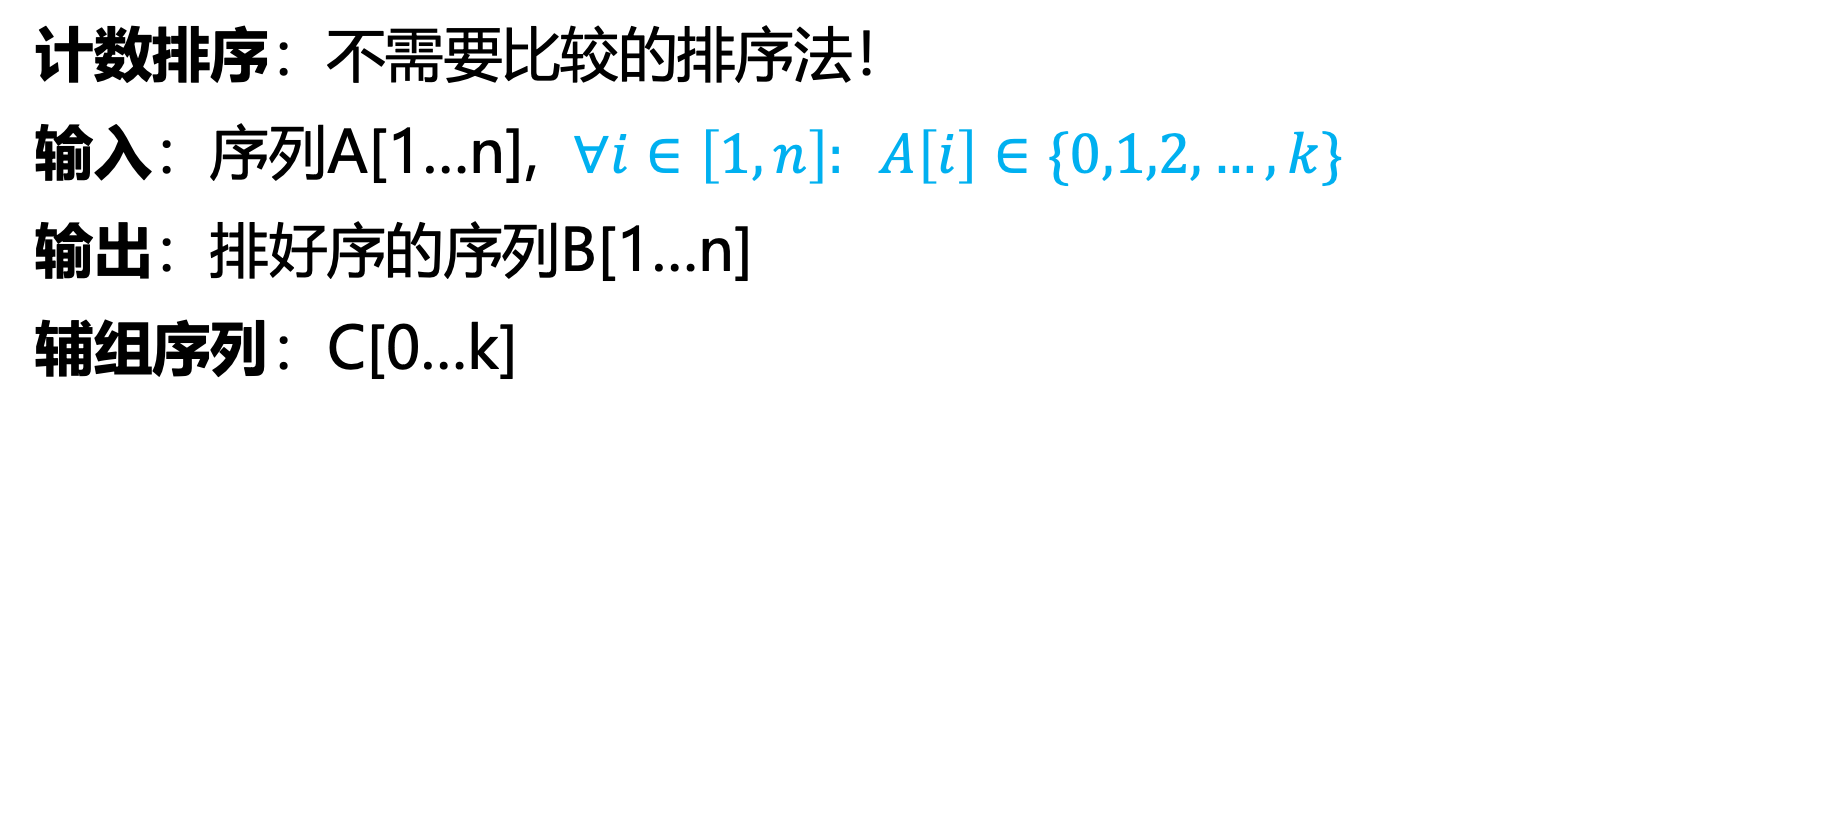 计数排序：不需要比较的排序法！
输入：序列A[1…n]，∀i ∈ [1, n]：A[i] ∈ {0,1,2, … , k}
输出：排好序的序列B[1…n]
辅组序列：C[0…k]